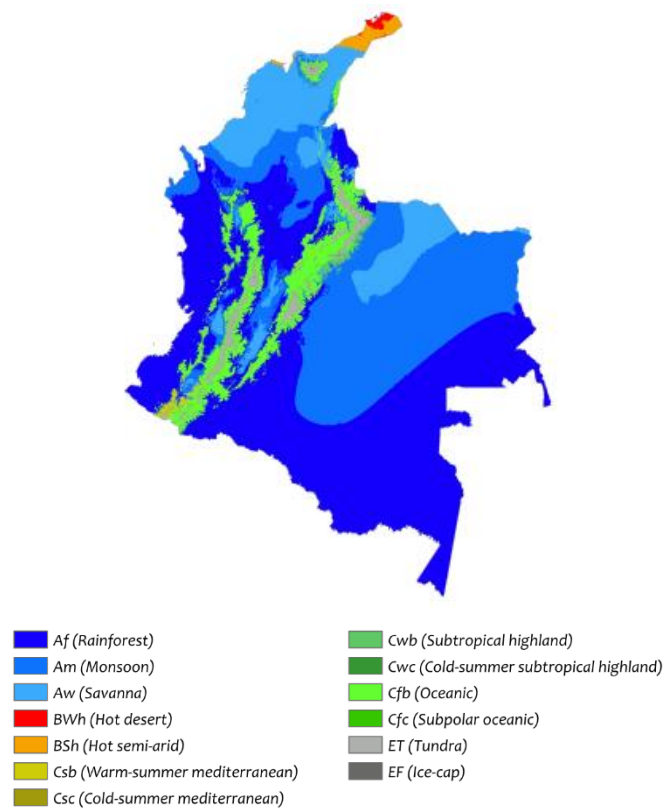 Af (Rainforest)
Am (Monsoon)
Aw (Savanna)
BWh (Hot desert)
BSh (Hot semi-arid)
Csb (Warm-summer mediterranean)
Csc (Cold-summer mediterranean)
Cwb (Subtropical highland)
Cwc (Cold-summer subtropical highland)
Cfb (Oceanic)
Cfc (Subpolar oceanic)
ET (Tundra)
EF (Ice-cap)